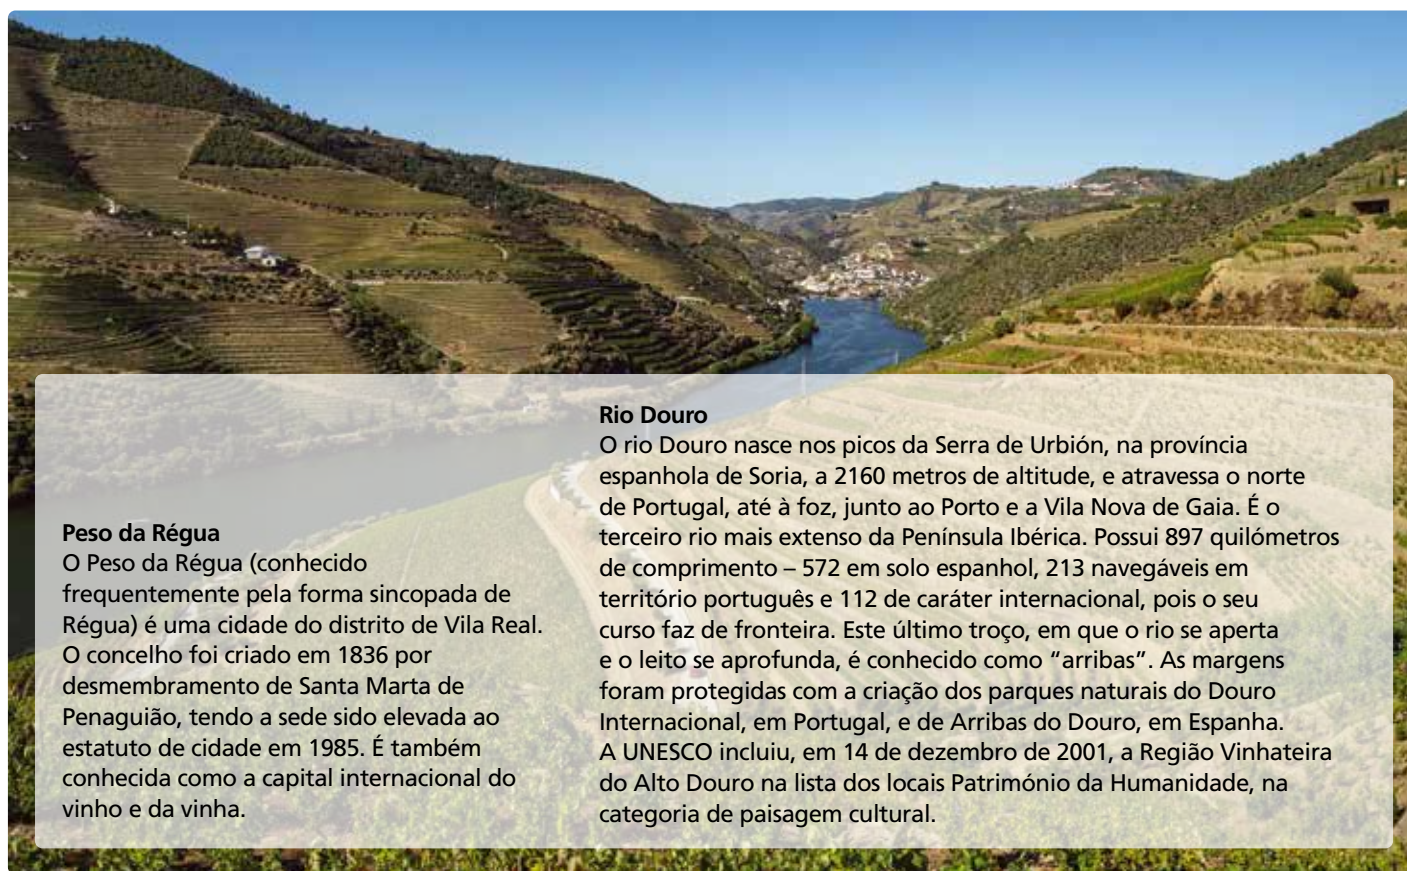 Peso da Régua
O Peso da Régua (conhecido
frequentemente pela forma sincopada de
Régua) é uma cidade do distrito de Vila Real.
O concelho foi criado em 1836 por
desmembramento de Santa Marta de
Penaguião, tendo a sede sido elevada ao
estatuto de cidade em 1985. É também
conhecida como a capital internacional do
vinho e da vinha.
Rio Douro
O rio Douro nasce nos picos da Serra de Urbión, na província
espanhola de Soria, a 2160 metros de altitude, e atravessa o norte
de Portugal, até à foz, junto ao Porto e a Vila Nova de Gaia. É o
terceiro rio mais extenso da Península Ibérica. Possui 897 quilómetros
de comprimento – 572 em solo espanhol, 213 navegáveis em
território português e 112 de caráter internacional, pois o seu
curso faz de fronteira. Este último troço, em que o rio se aperta
e o leito se aprofunda, é conhecido como “arribas”. As margens
foram protegidas com a criação dos parques naturais do Douro
Internacional, em Portugal, e de Arribas do Douro, em Espanha.
A UNESCO incluiu, em 14 de dezembro de 2001, a Região Vinhateira
do Alto Douro na lista dos locais Património da Humanidade, na
categoria de paisagem cultural.